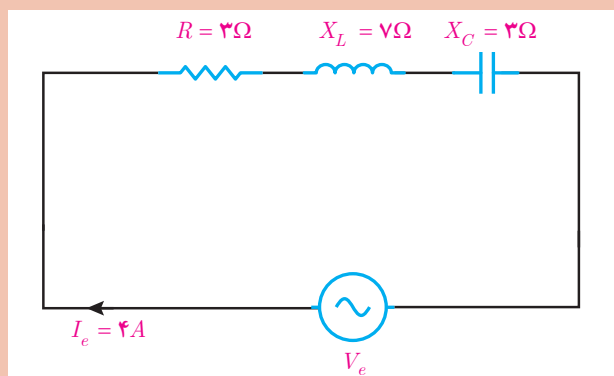 R = ۳Ω X_L = ۷Ω X_C = ۳Ω
I_e = ۴A
V_e